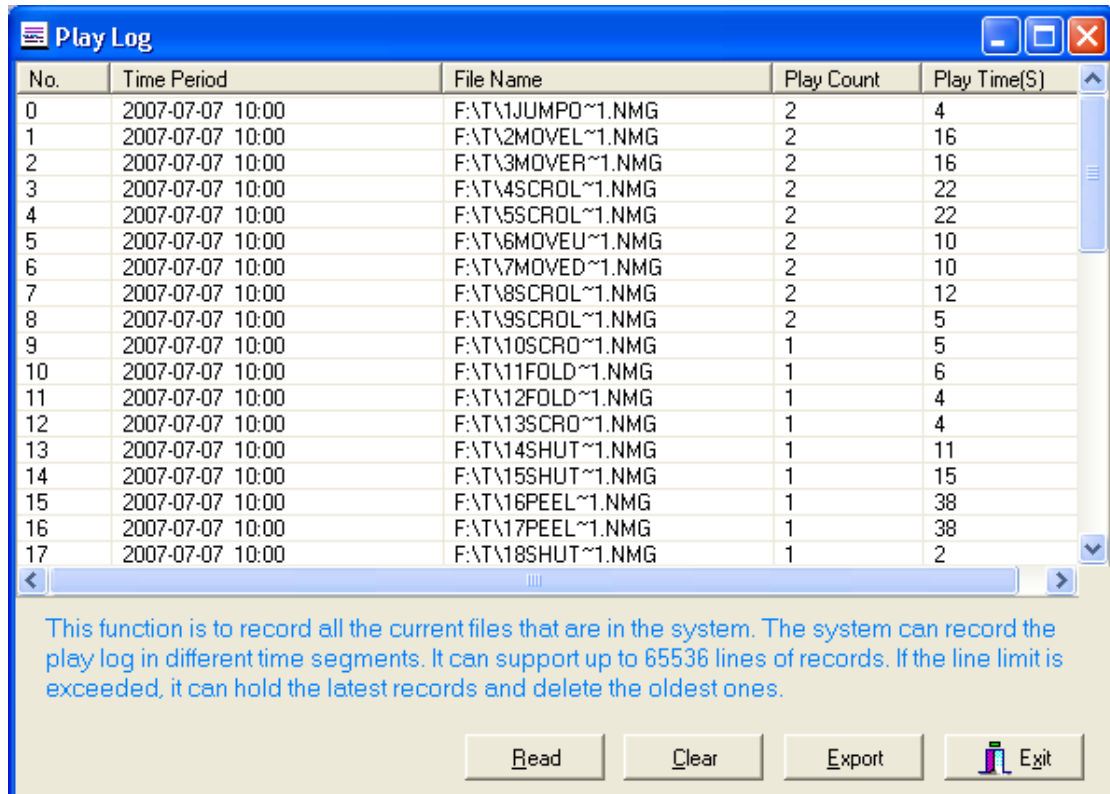 Play Log
No. Time Period File Name Play Count Play Time(S)
0 2007-07-07 10:00 F:\T\1JUMPO~1.NMG 2 4
1 2007-07-07 10:00 F:\T\2MOVEL~1.NMG 2 16
2 2007-07-07 10:00 F:\T\3MOVER~1.NMG 2 16
3 2007-07-07 10:00 F:\T\4SCROL~1.NMG 2 22
4 2007-07-07 10:00 F:\T\5SCROL~1.NMG 2 22
5 2007-07-07 10:00 F:\T\6MOVEU~1.NMG 2 10
6 2007-07-07 10:00 F:\T\7MOVED~1.NMG 2 10
7 2007-07-07 10:00 F:\T\8SCROL~1.NMG 2 12
8 2007-07-07 10:00 F:\T\9SCROL~1.NMG 2 5
9 2007-07-07 10:00 F:\T\10SCRO~1.NMG 1 5
10 2007-07-07 10:00 F:\T\11FOLD~1.NMG 1 6
11 2007-07-07 10:00 F:\T\12FOLD~1.NMG 1 4
12 2007-07-07 10:00 F:\T\13SCRO~1.NMG 1 4
13 2007-07-07 10:00 F:\T\14SHUT~1.NMG 1 11
14 2007-07-07 10:00 F:\T\15SHUT~1.NMG 1 15
15 2007-07-07 10:00 F:\T\16PEEL~1.NMG 1 38
16 2007-07-07 10:00 F:\T\17PEEL~1.NMG 1 38
17 2007-07-07 10:00 F:\T\18SHUT~1.NMG 1 2
This function is to record all the current files that are in the system. The system can record the
play log in different time segments. It can support up to 65536 lines of records. If the line limit is
exceeded, it can hold the latest records and delete the oldest ones.
Read Clear Export Exit